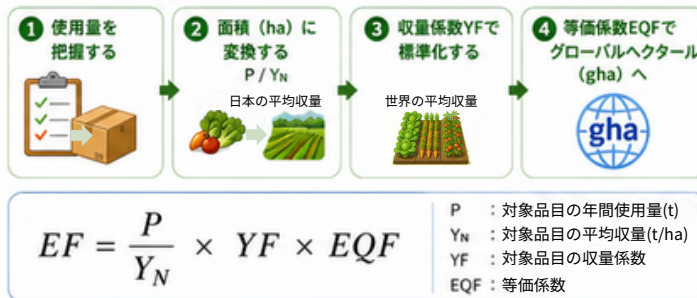 1 使用量を
把握する
2 面積（ha）に
変換する
P / YN
日本の平均収量
3 収量係数YFで
標準化する
世界の平均収量
4 等価係数EQFで
グローバルヘクタール
（gha）へ
gha
EF = P / YN × YF × EQF
P ：対象品目の年間使用量(t)
YN ：対象品目の平均収量(t/ha)
YF ：対象品目の収量係数
EQF：等価係数